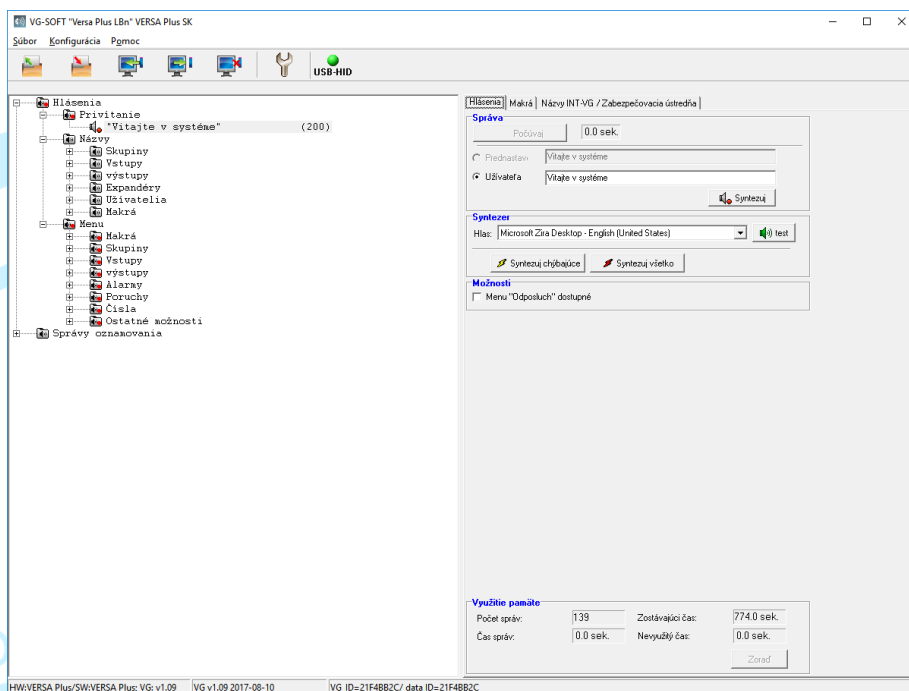 VG-SOFT "Versa Plus LBn" VERSA Plus SK
Súbor Konfigurácia Pomoc
USB-HID
Hlásenia
Privítanie
"Vitajte v systéme" (200)
Názvy
Skupiny
Vstupy
výstupy
Expandéry
Užívatelia
Makrá
Menu
Makrá
Skupiny
Vstupy
výstupy
Alarmy
Poruchy
Čísla
Ostatné možnosti
Správy oznamovania
Hlásenia Makrá Názvy INT-VG / Zabezpečovacia ústredňa
Správa
Počúvaj 0.0 sek.
Prednastav Vitajte v systéme
Užívateľa Vitajte v systéme
Syntezuj
Syntezer
Hlas: Microsoft Zira Desktop - English (United States) test
Syntezuj chýbajúce Syntezuj všetko
Možnosti
Menu "Odposluch" dostupné
Využitie pamäte
Počet správ: 139 Zostávajúci čas: 774.0 sek.
Čas správ: 0.0 sek. Nevyužitý čas: 0.0 sek.
Zoraď
HW:VERSA Plus/SW:VERSA Plus; VG: v1.09 VG v1.09 2017-08-10 VG ID=21F4BB2C/ data ID=21F4BB2C